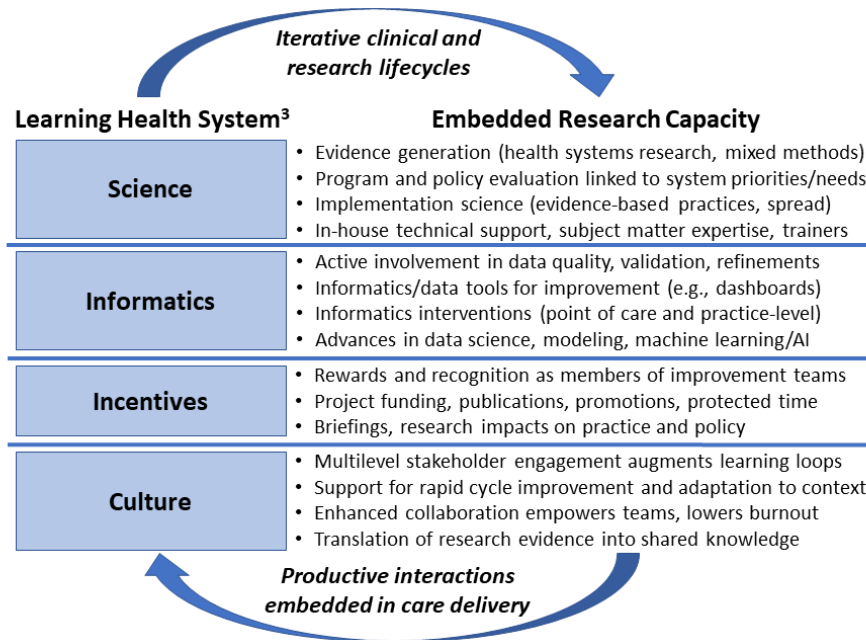 Iterative clinical and
research lifecycles
Learning Health System³
Embedded Research Capacity
Science
• Evidence generation (health systems research, mixed methods)
• Program and policy evaluation linked to system priorities/needs
• Implementation science (evidence-based practices, spread)
• In-house technical support, subject matter expertise, trainers
Informatics
• Active involvement in data quality, validation, refinements
• Informatics/data tools for improvement (e.g., dashboards)
• Informatics interventions (point of care and practice-level)
• Advances in data science, modeling, machine learning/AI
Incentives
• Rewards and recognition as members of improvement teams
• Project funding, publications, promotions, protected time
• Briefings, research impacts on practice and policy
Culture
• Multilevel stakeholder engagement augments learning loops
• Support for rapid cycle improvement and adaptation to context
• Enhanced collaboration empowers teams, lowers burnout
• Translation of research evidence into shared knowledge
Productive interactions
embedded in care delivery